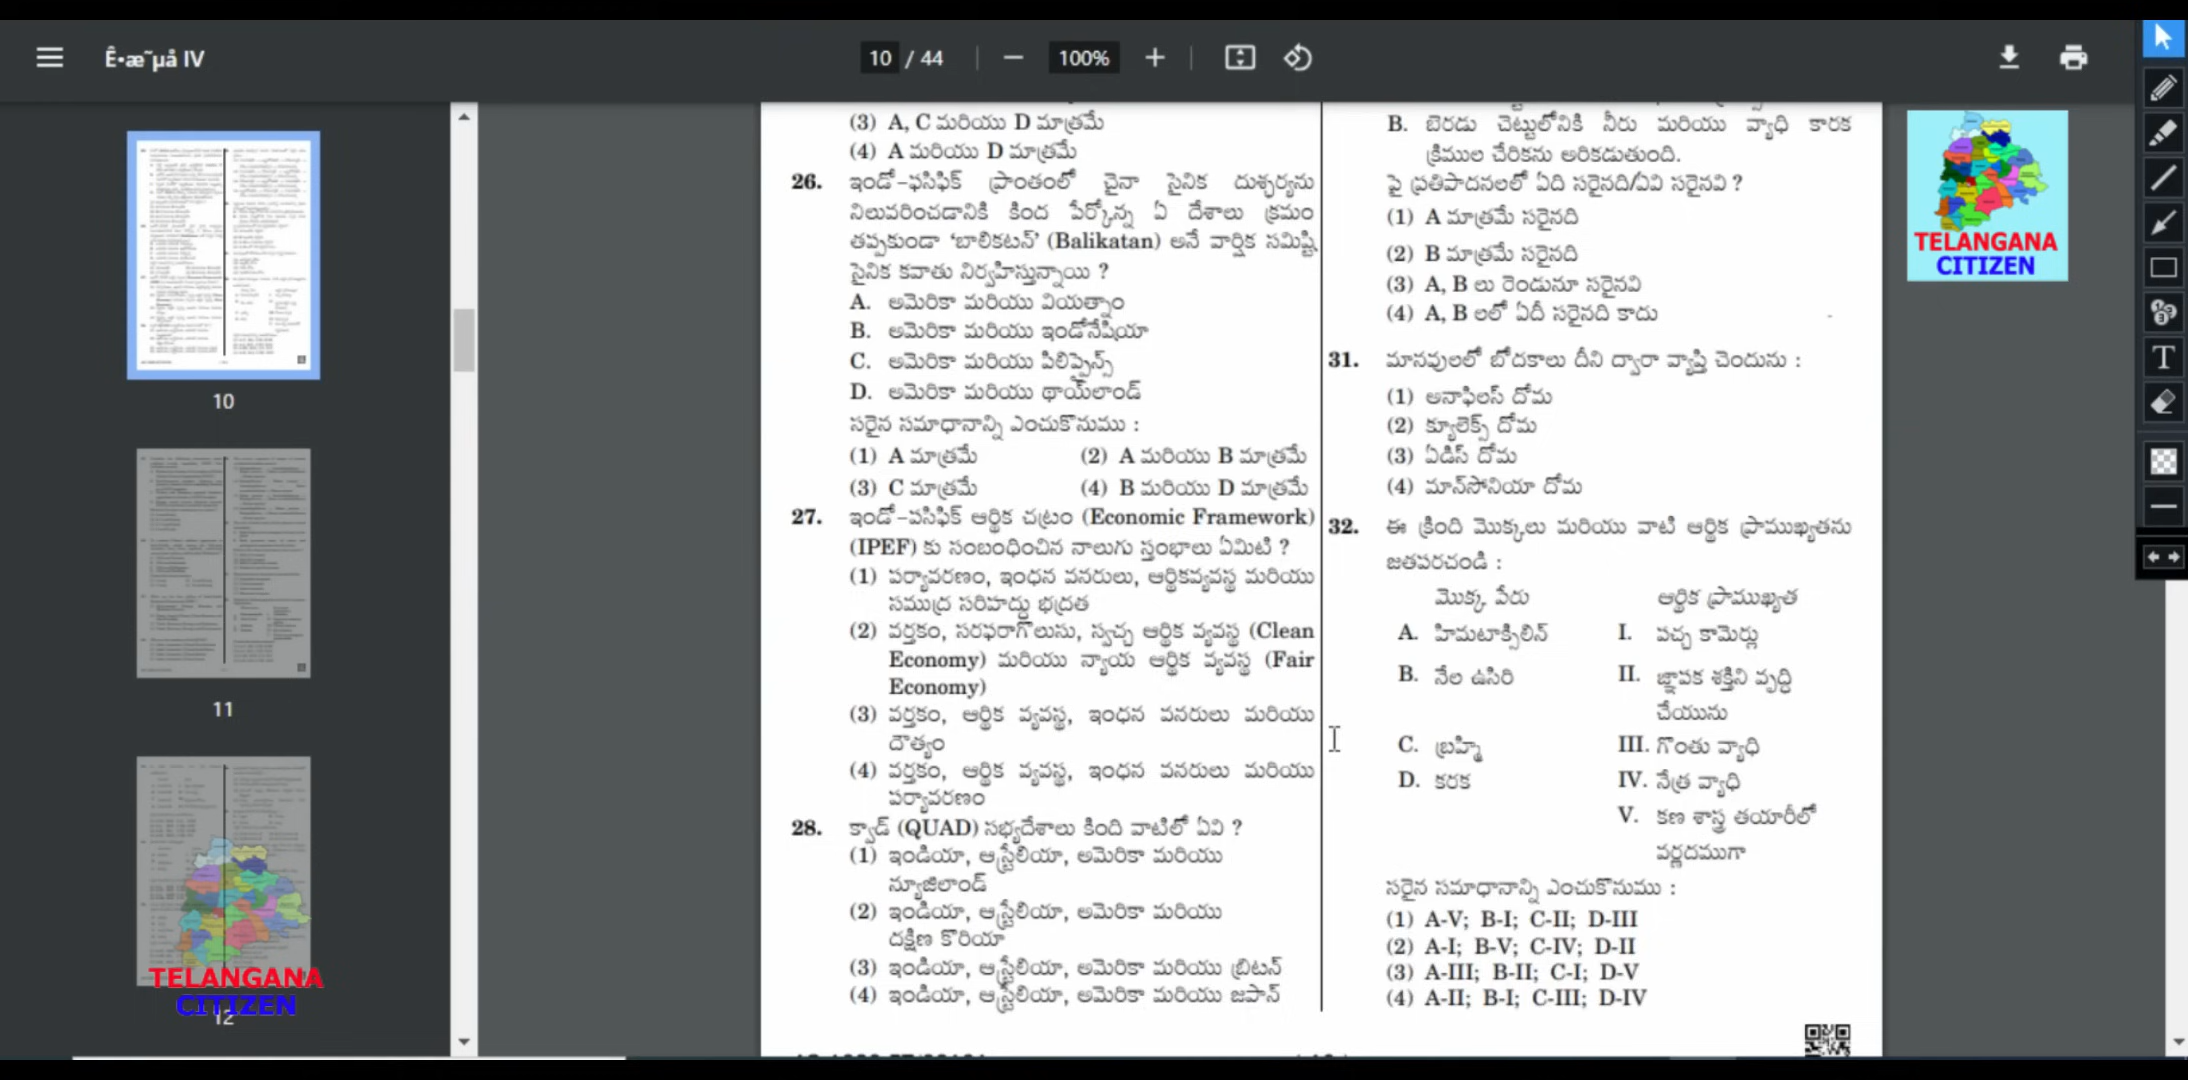 Ê•æ˜µå IV
10 / 44
100%
10
11
12
TELANGANA
CITIZEN
(3) A, C మరియు D మాత్రమే
(4) A మరియు D మాత్రమే
26. ఇండో-ఫసిఫిక్ ప్రాంతంలో చైనా సైనిక దుశ్చర్యను
నిలువరించడానికి కింద పేర్కొన్న ఏ దేశాలు క్రమం
తప్పకుండా 'బాలికటన్' (Balikatan) అనే వార్షిక సమిష్టి
సైనిక కవాతు నిర్వహిస్తున్నాయి ?
A. అమెరికా మరియు వియత్నాం
B. అమెరికా మరియు ఇండోనేషియా
C. అమెరికా మరియు పిలిప్పైన్స్
D. అమెరికా మరియు థాయ్‌లాండ్
సరైన సమాధానాన్ని ఎంచుకొనుము :
(1) A మాత్రమే (2) A మరియు B మాత్రమే
(3) C మాత్రమే (4) B మరియు D మాత్రమే
27. ఇండో-పసిఫిక్ ఆర్థిక చట్రం (Economic Framework)
(IPEF) కు సంబంధించిన నాలుగు స్తంభాలు ఏమిటి ?
(1) పర్యావరణం, ఇంధన వనరులు, ఆర్థికవ్యవస్థ మరియు
సముద్ర సరిహద్దు భద్రత
(2) వర్తకం, సరఫరాగొలుసు, స్వచ్ఛ ఆర్థిక వ్యవస్థ (Clean
Economy) మరియు న్యాయ ఆర్థిక వ్యవస్థ (Fair
Economy)
(3) వర్తకం, ఆర్థిక వ్యవస్థ, ఇంధన వనరులు మరియు
దౌత్యం
(4) వర్తకం, ఆర్థిక వ్యవస్థ, ఇంధన వనరులు మరియు
పర్యావరణం
28. క్వాడ్ (QUAD) సభ్యదేశాలు కింది వాటిలో ఏవి ?
(1) ఇండియా, ఆస్ట్రేలియా, అమెరికా మరియు
న్యూజిలాండ్
(2) ఇండియా, ఆస్ట్రేలియా, అమెరికా మరియు
దక్షిణ కొరియా
(3) ఇండియా, ఆస్ట్రేలియా, అమెరికా మరియు బ్రిటన్
(4) ఇండియా, ఆస్ట్రేలియా, అమెరికా మరియు జపాన్
B. బెరడు చెట్టులోనికి నీరు మరియు వ్యాధి కారక
క్రిముల చేరికను అరికడుతుంది.
పై ప్రతిపాదనలలో ఏది సరైనది/ఏవి సరైనవి ?
(1) A మాత్రమే సరైనది
(2) B మాత్రమే సరైనది
(3) A, B లు రెండునూ సరైనవి
(4) A, B లలో ఏదీ సరైనది కాదు
31. మానవులలో బోదకాలు దీని ద్వారా వ్యాప్తి చెందును :
(1) అనాఫిలస్ దోమ
(2) క్యూలెక్స్ దోమ
(3) ఏడిస్ దోమ
(4) మాన్‌సోనియా దోమ
32. ఈ క్రింది మొక్కలు మరియు వాటి ఆర్థిక ప్రాముఖ్యతను
జతపరచండి :
మొక్క పేరు ఆర్థిక ప్రాముఖ్యత
A. హిమటాక్సిలిన్ I. పచ్చ కామెర్లు
B. నేల ఉసిరి II. జ్ఞాపక శక్తిని వృద్ధి
చేయును
C. బ్రహ్మి III. గొంతు వ్యాధి
D. కరక IV. నేత్ర వ్యాధి
V. కణ శాస్త్ర తయారీలో
వర్ణదముగా
సరైన సమాధానాన్ని ఎంచుకొనుము :
(1) A-V; B-I; C-II; D-III
(2) A-I; B-V; C-IV; D-II
(3) A-III; B-II; C-I; D-V
(4) A-II; B-I; C-III; D-IV
TELANGANA
CITIZEN